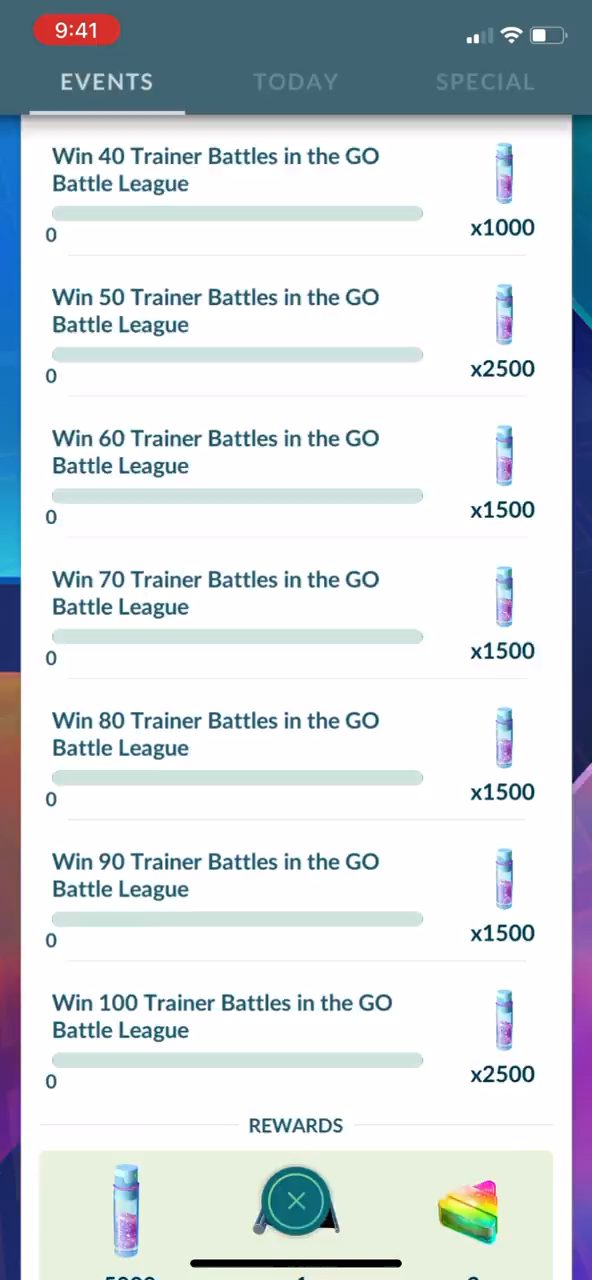 9:41
EVENTS TODAY SPECIAL
Win 40 Trainer Battles in the GO
Battle League
0
x1000
Win 50 Trainer Battles in the GO
Battle League
0
x2500
Win 60 Trainer Battles in the GO
Battle League
0
x1500
Win 70 Trainer Battles in the GO
Battle League
0
x1500
Win 80 Trainer Battles in the GO
Battle League
0
x1500
Win 90 Trainer Battles in the GO
Battle League
0
x1500
Win 100 Trainer Battles in the GO
Battle League
0
x2500
REWARDS